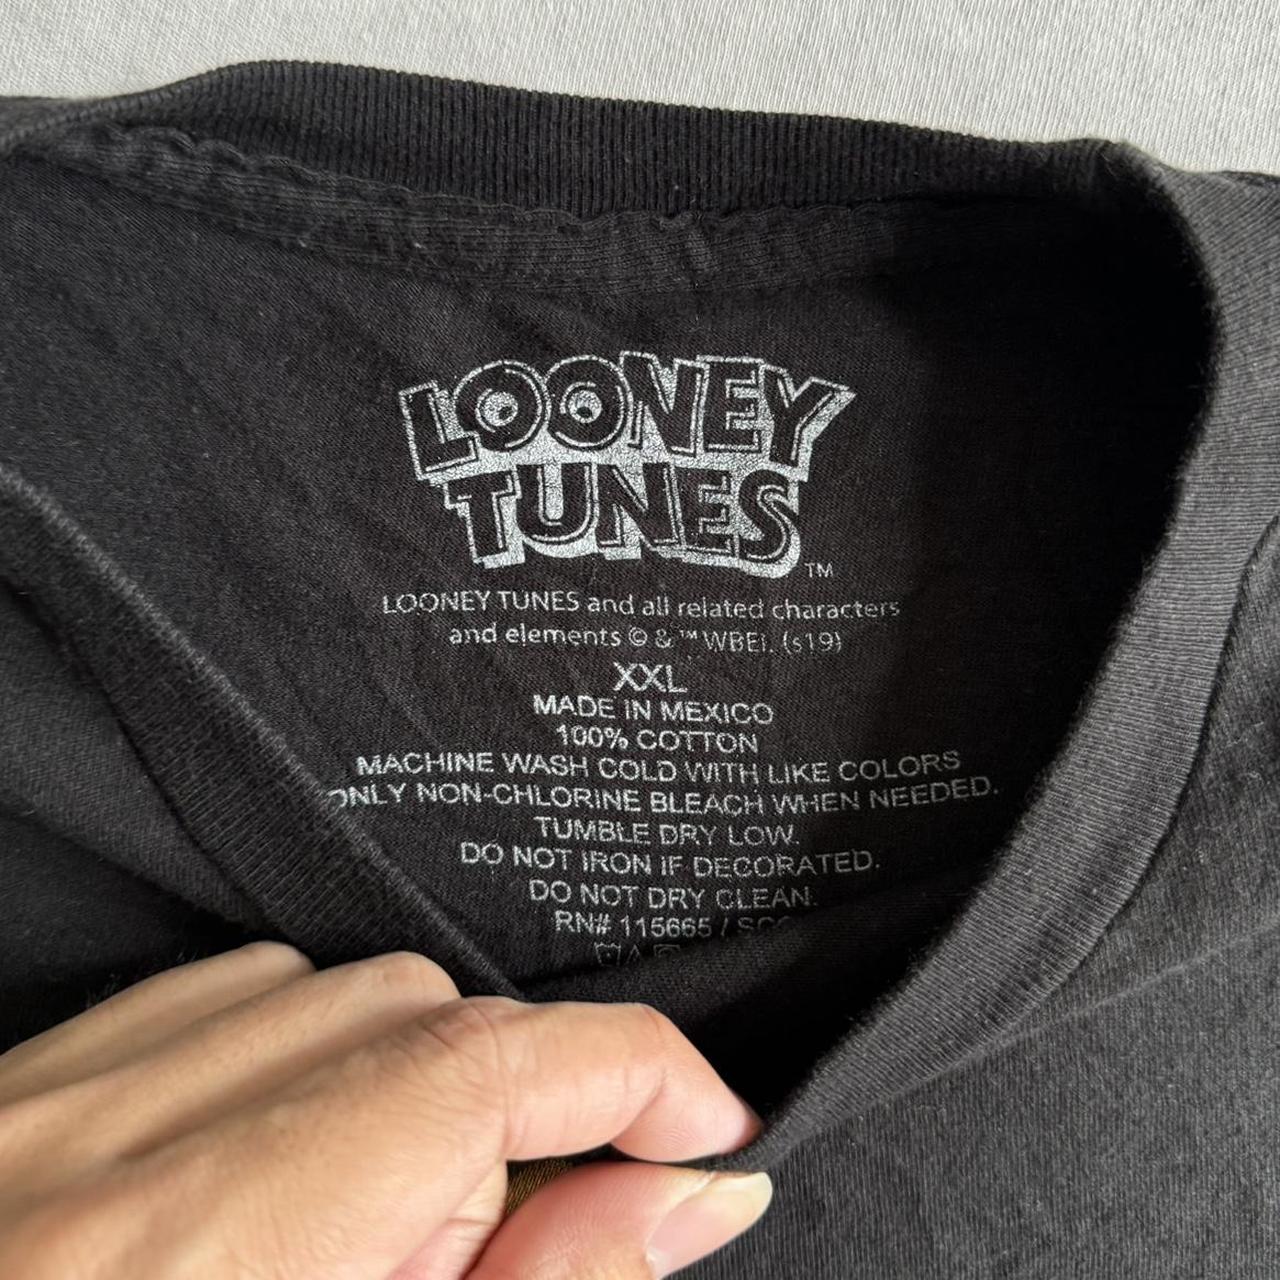 LOONEY
TUNES
TM
LOONEY TUNES and all related characters
and elements © & ™ WBEI. (s19)
XXL
MADE IN MEXICO
100% COTTON
MACHINE WASH COLD WITH LIKE COLORS
ONLY NON-CHLORINE BLEACH WHEN NEEDED.
TUMBLE DRY LOW.
DO NOT IRON IF DECORATED.
DO NOT DRY CLEAN.
RN# 115665 /